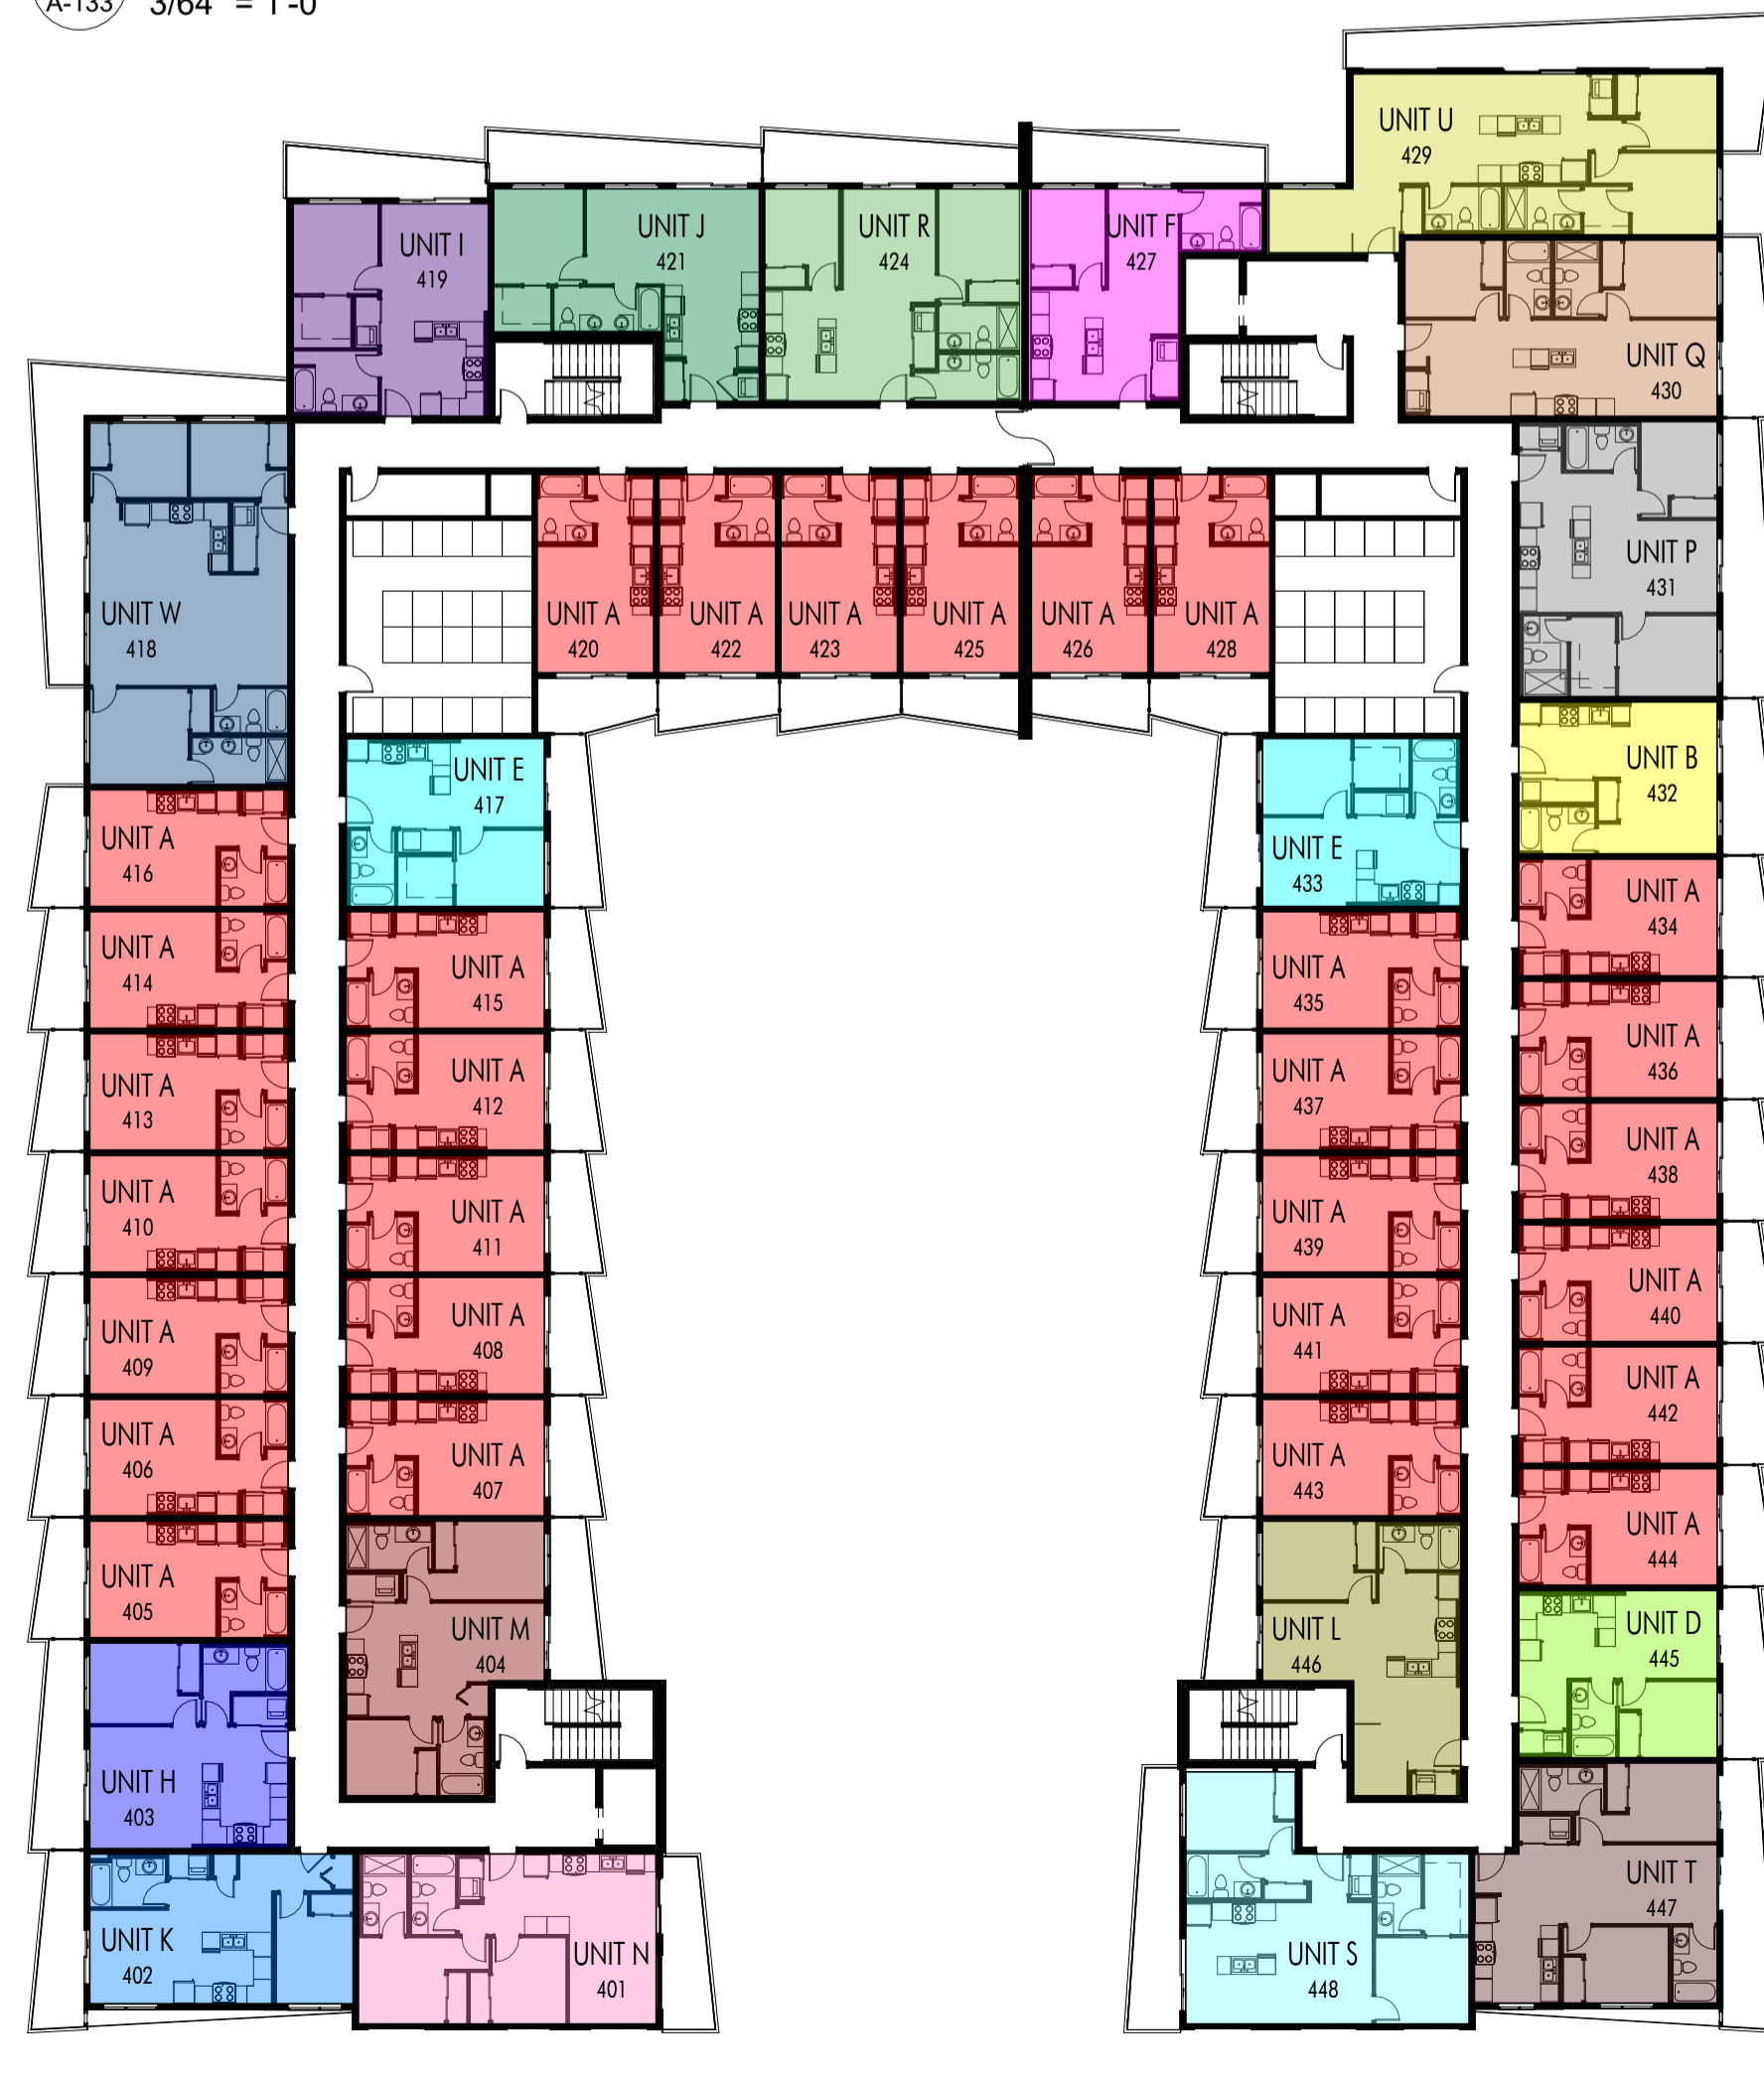 A-133
3/64" = 1'-0"
UNIT U
429
UNIT I
419
UNIT J
421
UNIT R
424
UNIT F
427
UNIT Q
430
UNIT W
418
UNIT A
420
UNIT A
422
UNIT A
423
UNIT A
425
UNIT A
426
UNIT A
428
UNIT P
431
UNIT E
417
UNIT E
433
UNIT B
432
UNIT A
416
UNIT A
414
UNIT A
413
UNIT A
410
UNIT A
409
UNIT A
406
UNIT A
405
UNIT A
415
UNIT A
412
UNIT A
411
UNIT A
408
UNIT A
407
UNIT A
435
UNIT A
437
UNIT A
439
UNIT A
441
UNIT A
443
UNIT A
434
UNIT A
436
UNIT A
438
UNIT A
440
UNIT A
442
UNIT A
444
UNIT H
403
UNIT M
404
UNIT L
446
UNIT D
445
UNIT K
402
UNIT N
401
UNIT S
448
UNIT T
447